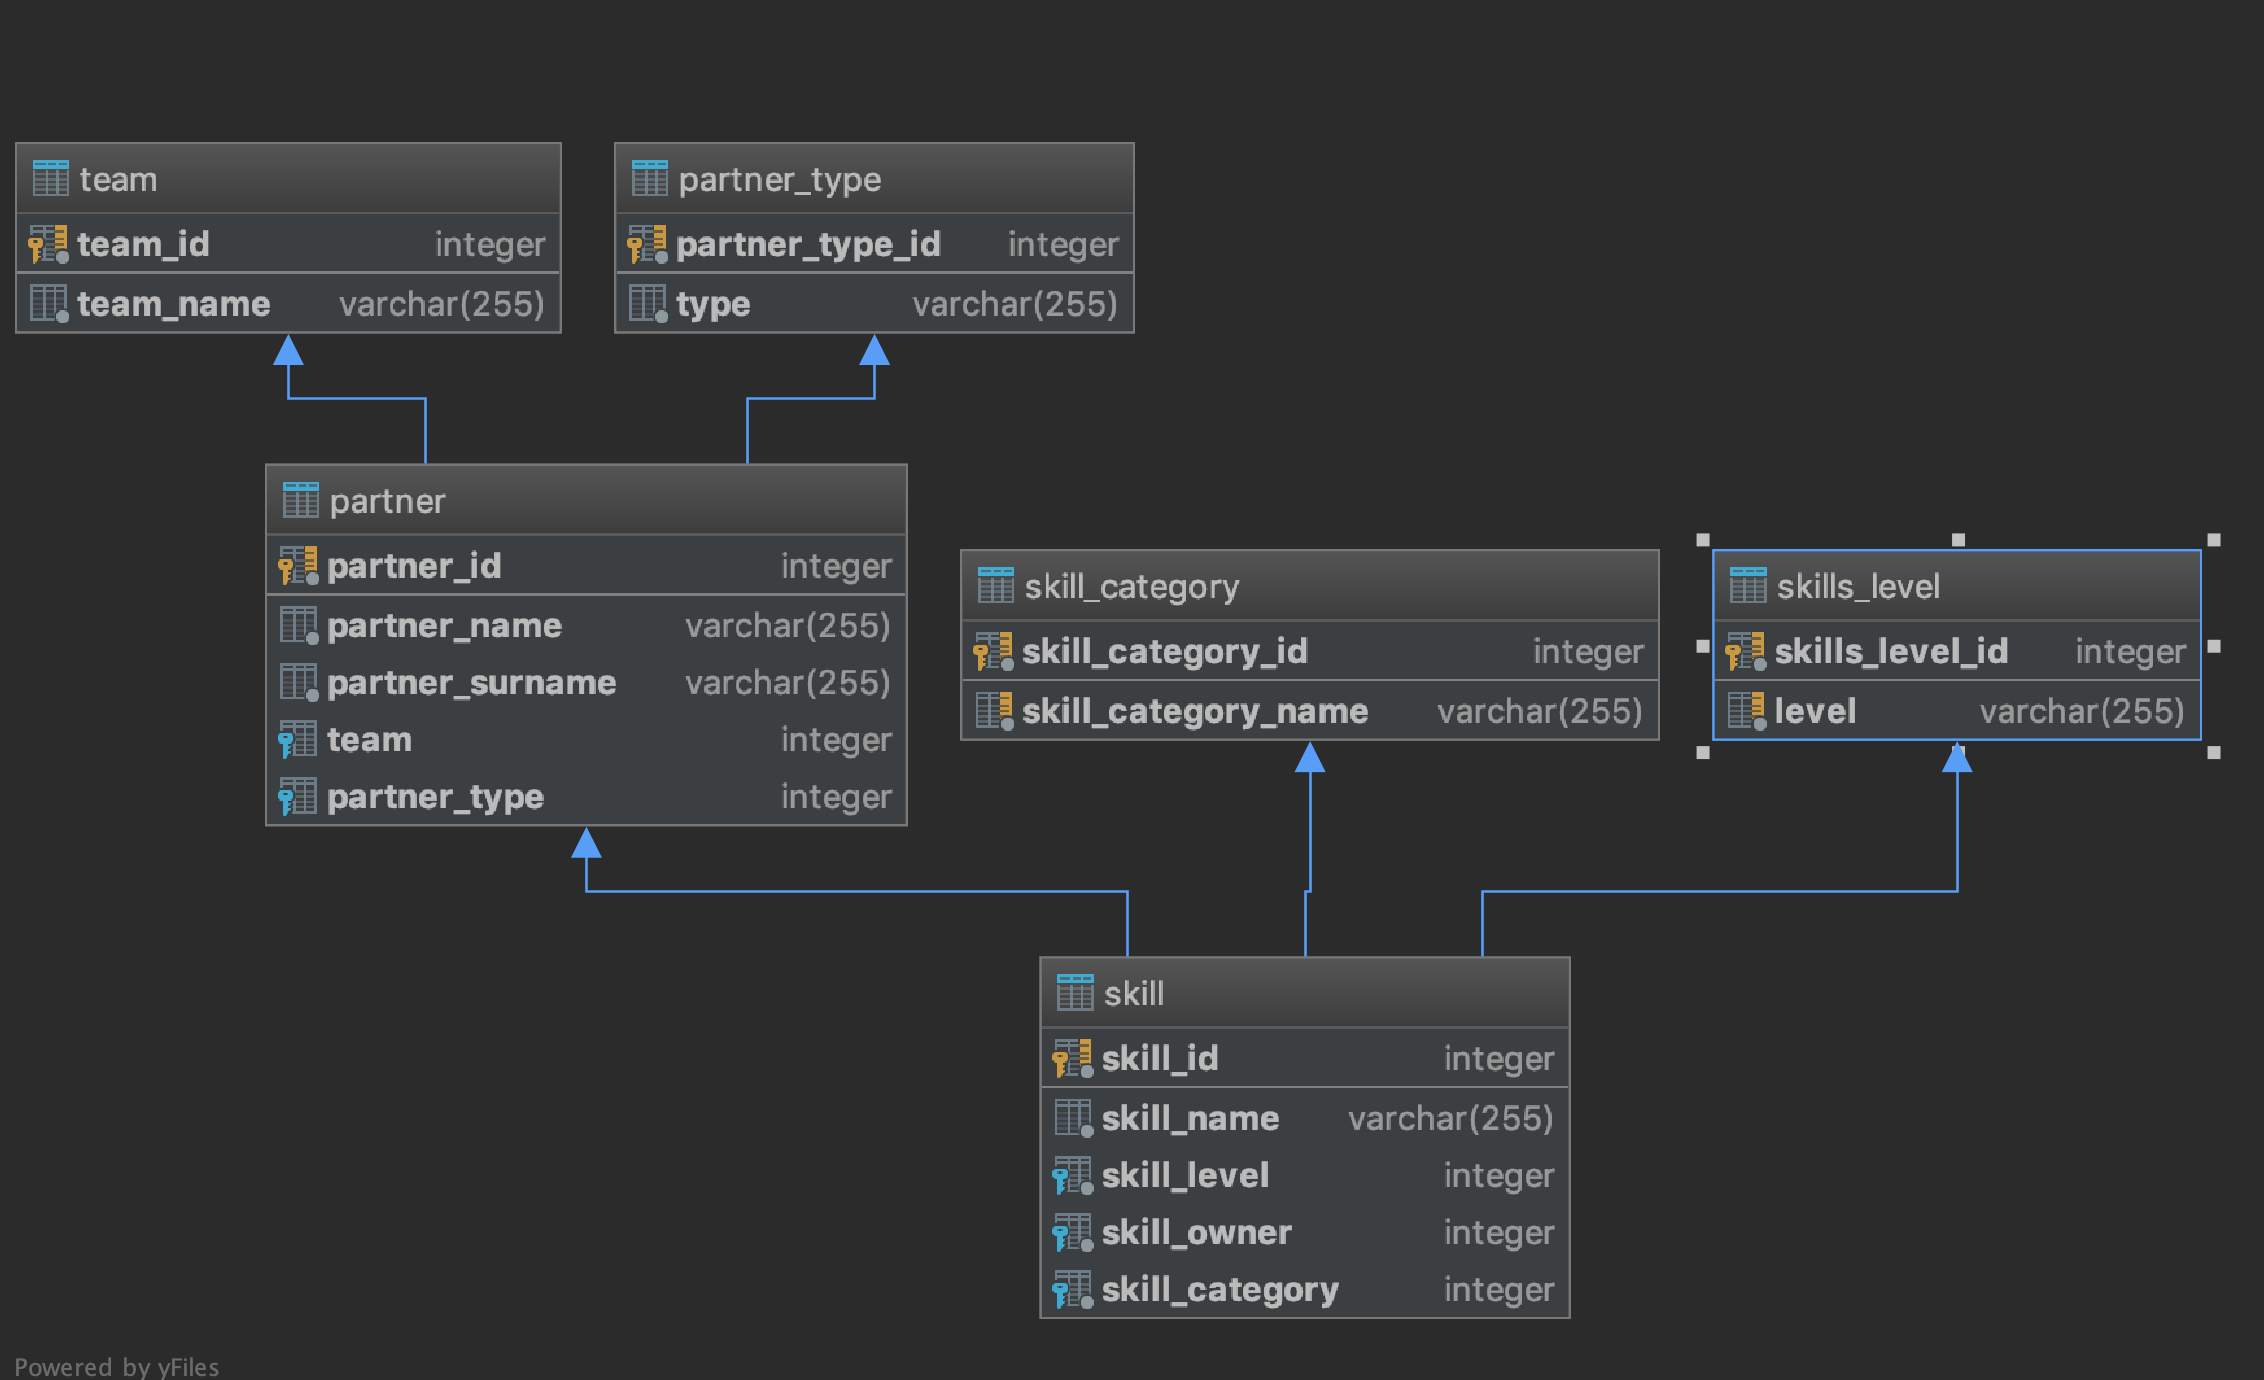 team
team_id integer
team_name varchar(255)
partner_type
partner_type_id integer
type varchar(255)
partner
partner_id integer
partner_name varchar(255)
partner_surname varchar(255)
team integer
partner_type integer
skill_category
skill_category_id integer
skill_category_name varchar(255)
skills_level
skills_level_id integer
level varchar(255)
skill
skill_id integer
skill_name varchar(255)
skill_level integer
skill_owner integer
skill_category integer
Powered by yFiles